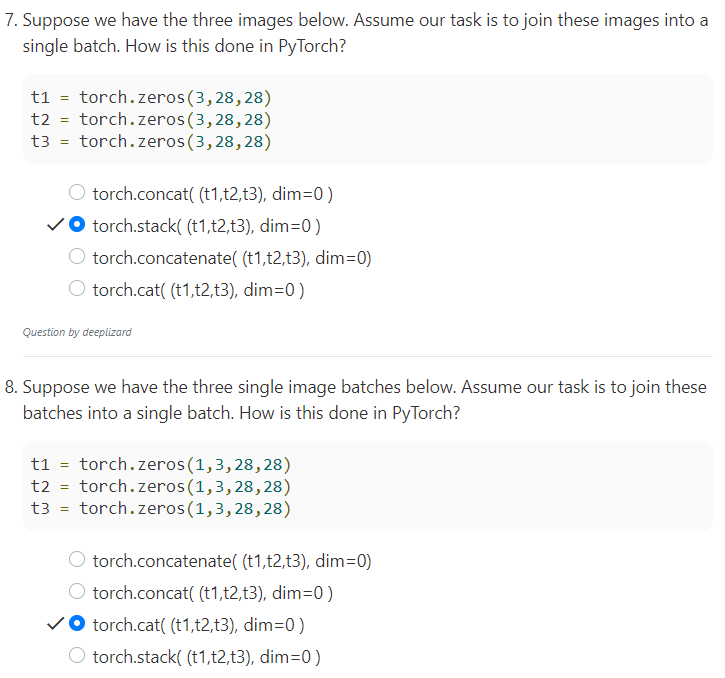 7. Suppose we have the three images below. Assume our task is to join these images into a
single batch. How is this done in PyTorch?
t1 = torch.zeros(3,28,28)
t2 = torch.zeros(3,28,28)
t3 = torch.zeros(3,28,28)
torch.concat( (t1,t2,t3), dim=0 )
torch.stack( (t1,t2,t3), dim=0 )
torch.concatenate( (t1,t2,t3), dim=0)
torch.cat( (t1,t2,t3), dim=0 )
Question by deeplizard
8. Suppose we have the three single image batches below. Assume our task is to join these
batches into a single batch. How is this done in PyTorch?
t1 = torch.zeros(1,3,28,28)
t2 = torch.zeros(1,3,28,28)
t3 = torch.zeros(1,3,28,28)
torch.concatenate( (t1,t2,t3), dim=0)
torch.concat( (t1,t2,t3), dim=0 )
torch.cat( (t1,t2,t3), dim=0 )
torch.stack( (t1,t2,t3), dim=0 )